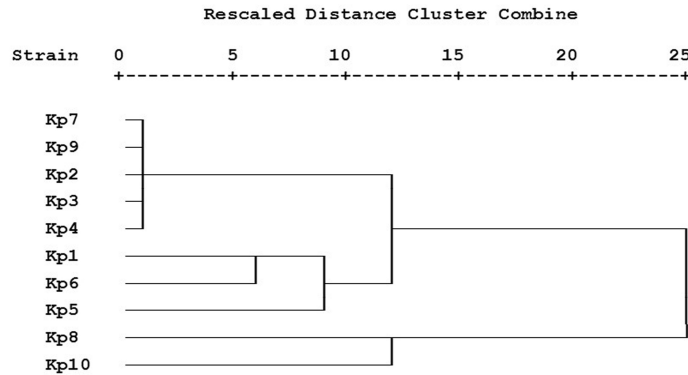 Rescaled Distance Cluster Combine
Strain 0 5 10 15 20 25
Kp7
Kp9
Kp2
Kp3
Kp4
Kp1
Kp6
Kp5
Kp8
Kp10